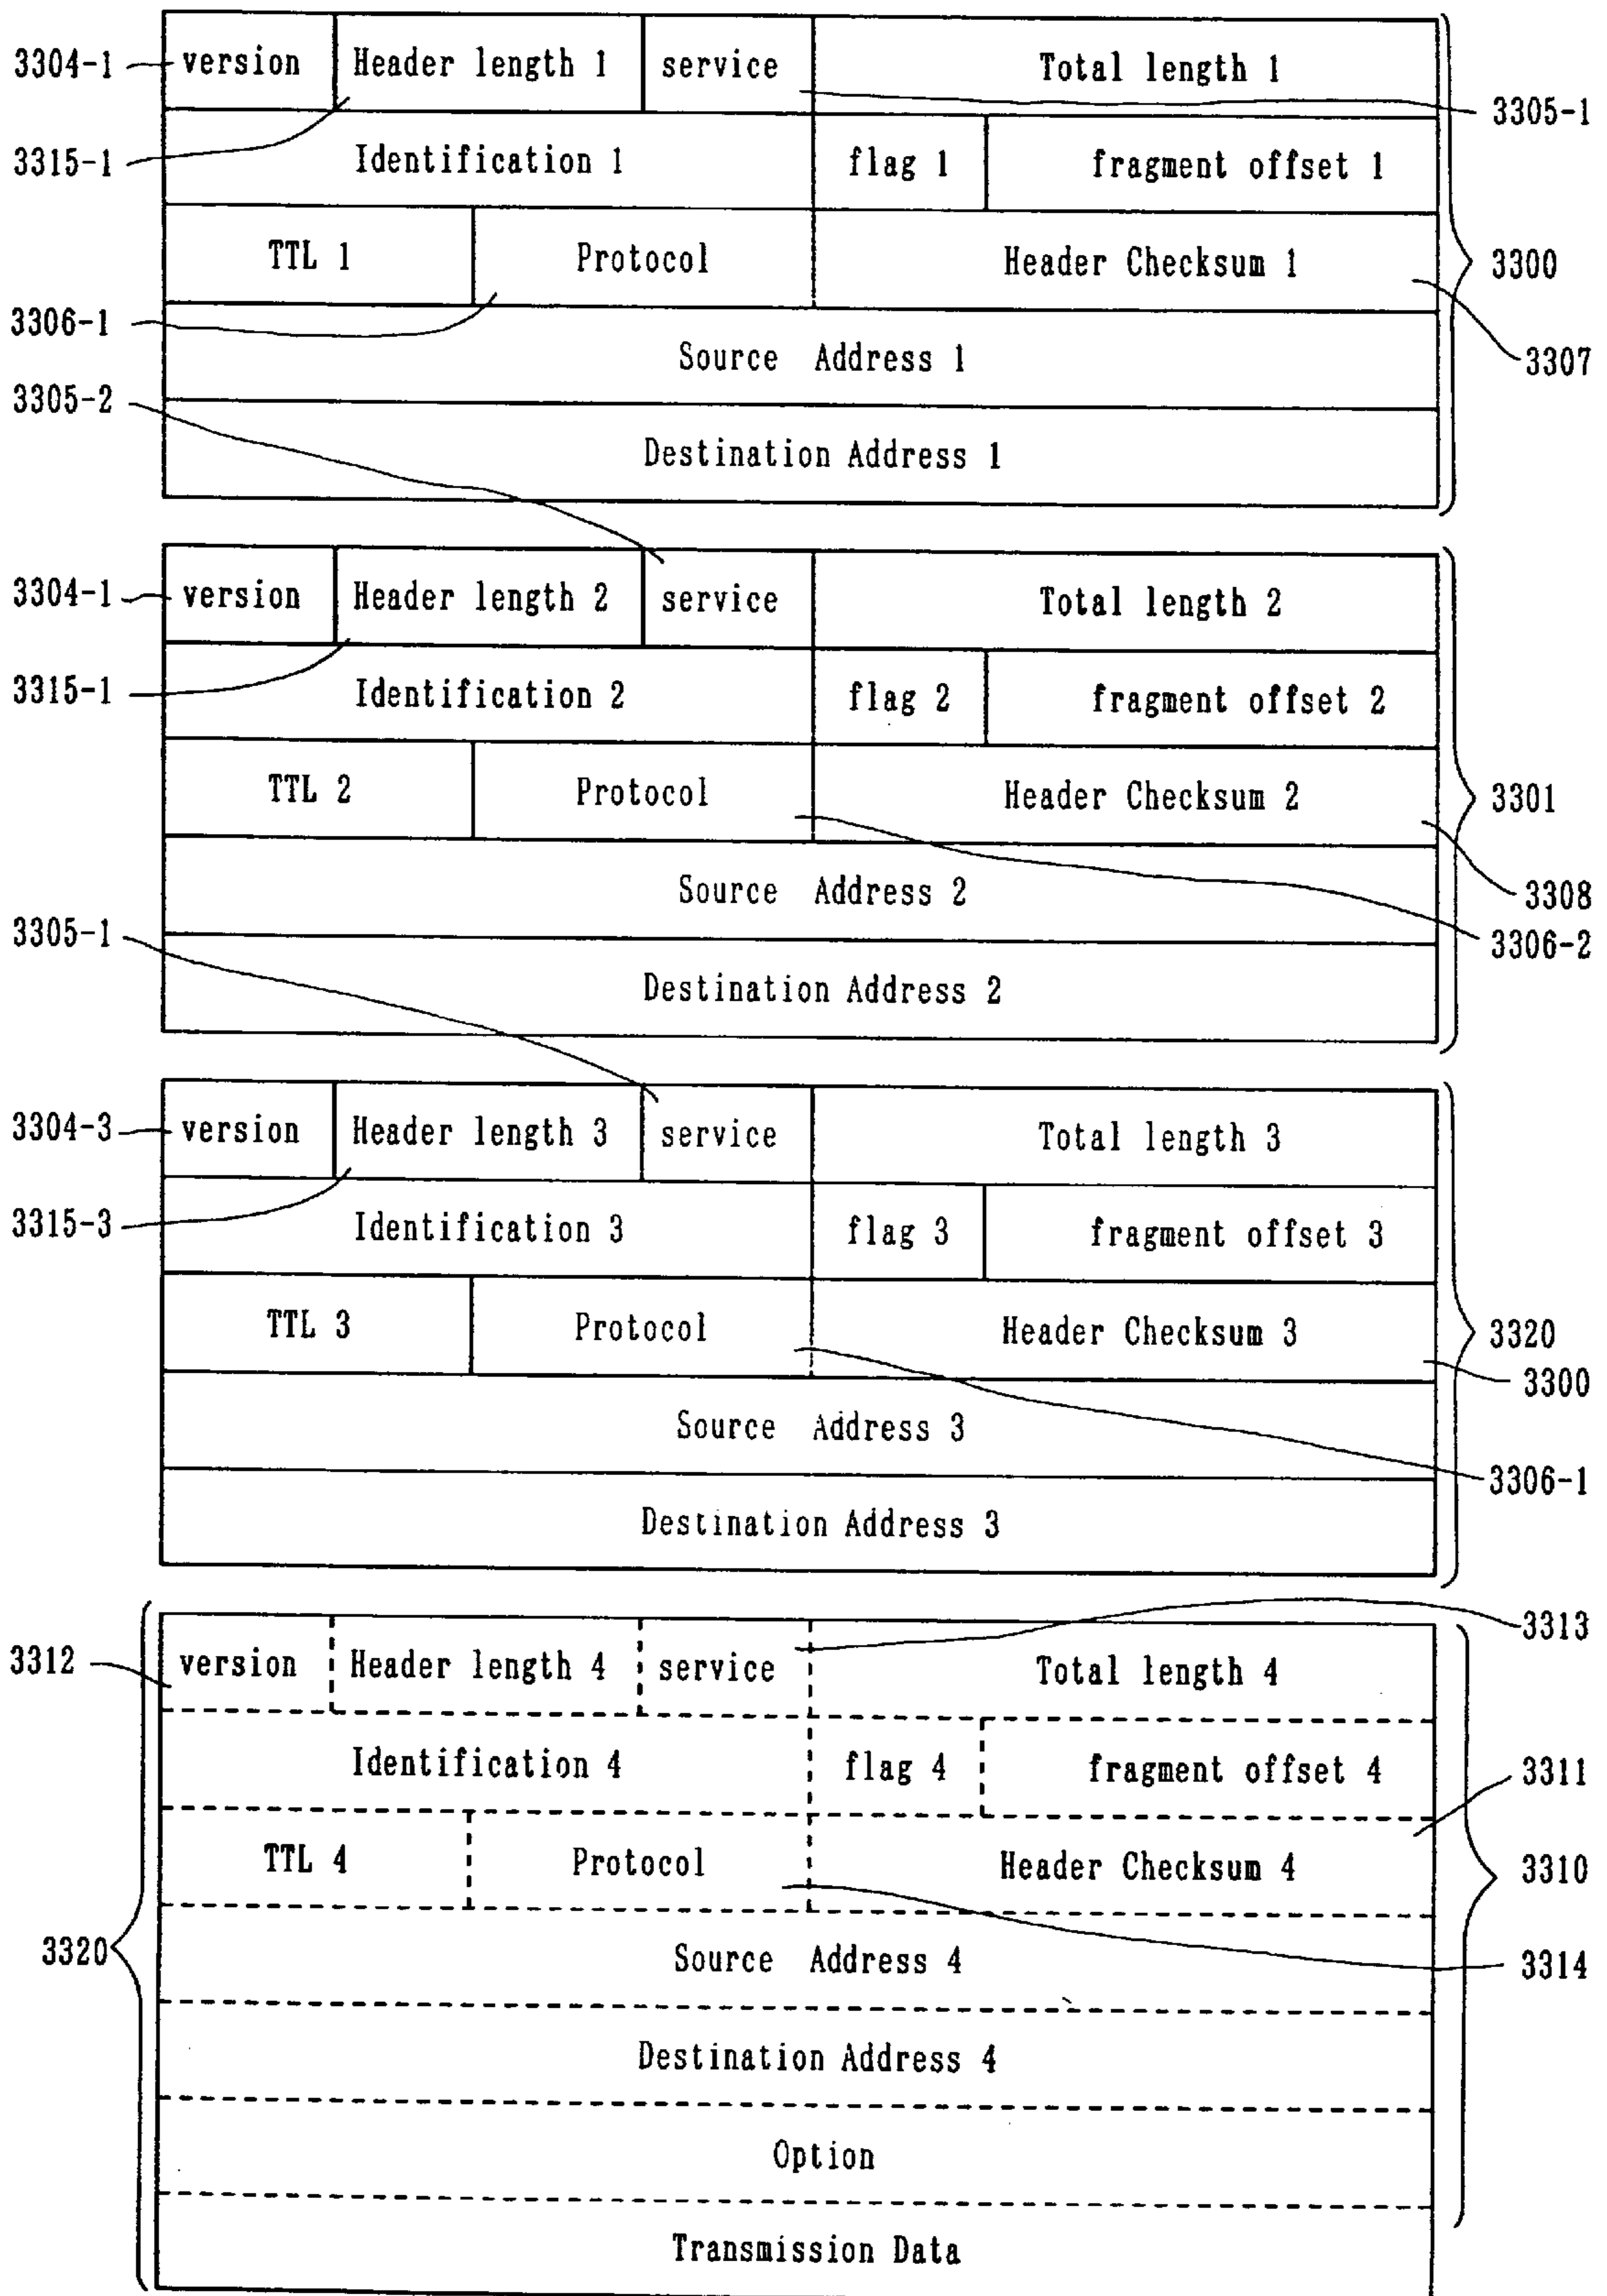 3304-1 version Header length 1 service Total length 1
3305-1
3315-1 Identification 1 flag 1 fragment offset 1
TTL 1 Protocol Header Checksum 1 3300
3306-1
Source Address 1 3307
3305-2
Destination Address 1
3304-1 version Header length 2 service Total length 2
3315-1 Identification 2 flag 2 fragment offset 2
TTL 2 Protocol Header Checksum 2 3301
Source Address 2 3308
3305-1 3306-2
Destination Address 2
3304-3 version Header length 3 service Total length 3
3315-3 Identification 3 flag 3 fragment offset 3
TTL 3 Protocol Header Checksum 3 3320
3300
Source Address 3
3306-1
Destination Address 3
3313
3312 version Header length 4 service Total length 4
Identification 4 flag 4 fragment offset 4 3311
TTL 4 Protocol Header Checksum 4 3310
3320 Source Address 4 3314
Destination Address 4
Option
Transmission Data